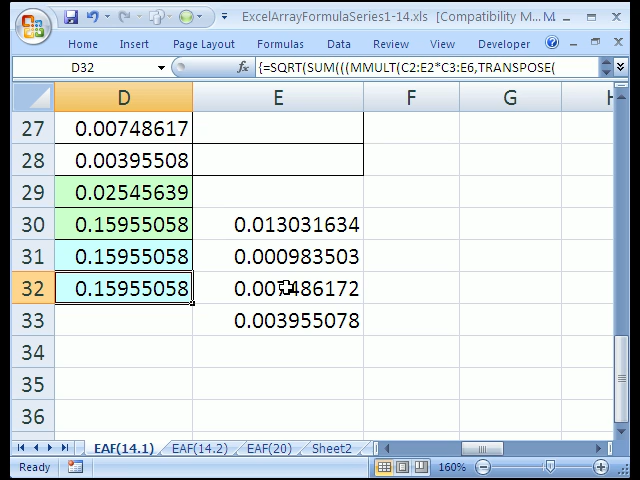 ExcelArrayFormulaSeries1-14.xls [Compatibility M...
Home Insert Page Layout Formulas Data Review View Developer
D32 fx {=SQRT(SUM(((MMULT(C2:E2*C3:E6,TRANSPOSE(
D E F G H
27 0.00748617
28 0.00395508
29 0.02545639
30 0.15955058 0.013031634
31 0.15955058 0.000983503
32 0.15955058 0.007486172
33 0.003955078
34
35
36
EAF(14.1) EAF(14.2) EAF(20) Sheet2
Ready 160%